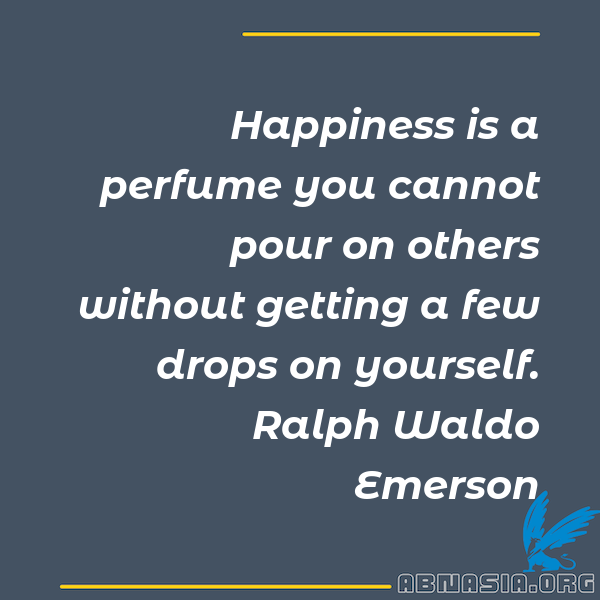 Happiness is a
perfume you cannot
pour on others
without getting a few
drops on yourself.
Ralph Waldo
Emerson
ABNASIA.ORG